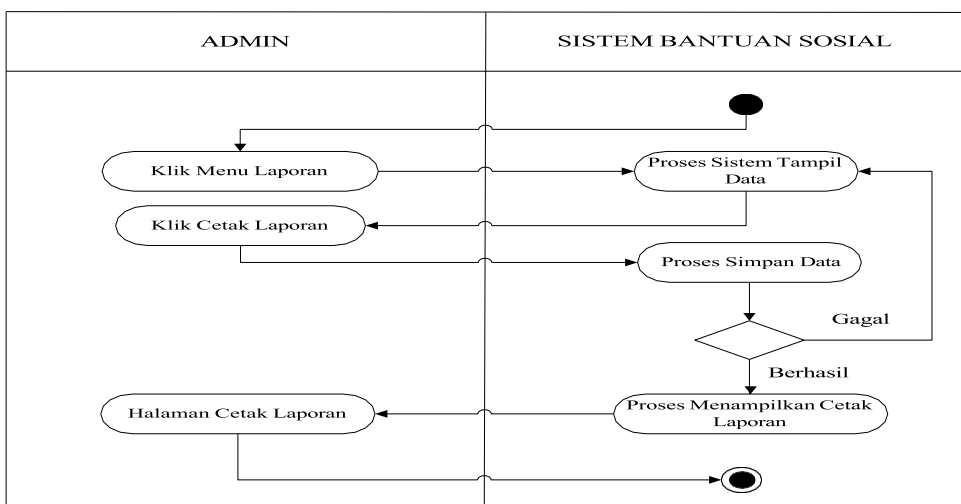 ADMIN
SISTEM BANTUAN SOSIAL
Klik Menu Laporan
Proses Sistem Tampil
Data
Klik Cetak Laporan
Proses Simpan Data
Gagal
Berhasil
Halaman Cetak Laporan
Proses Menampilkan Cetak
Laporan